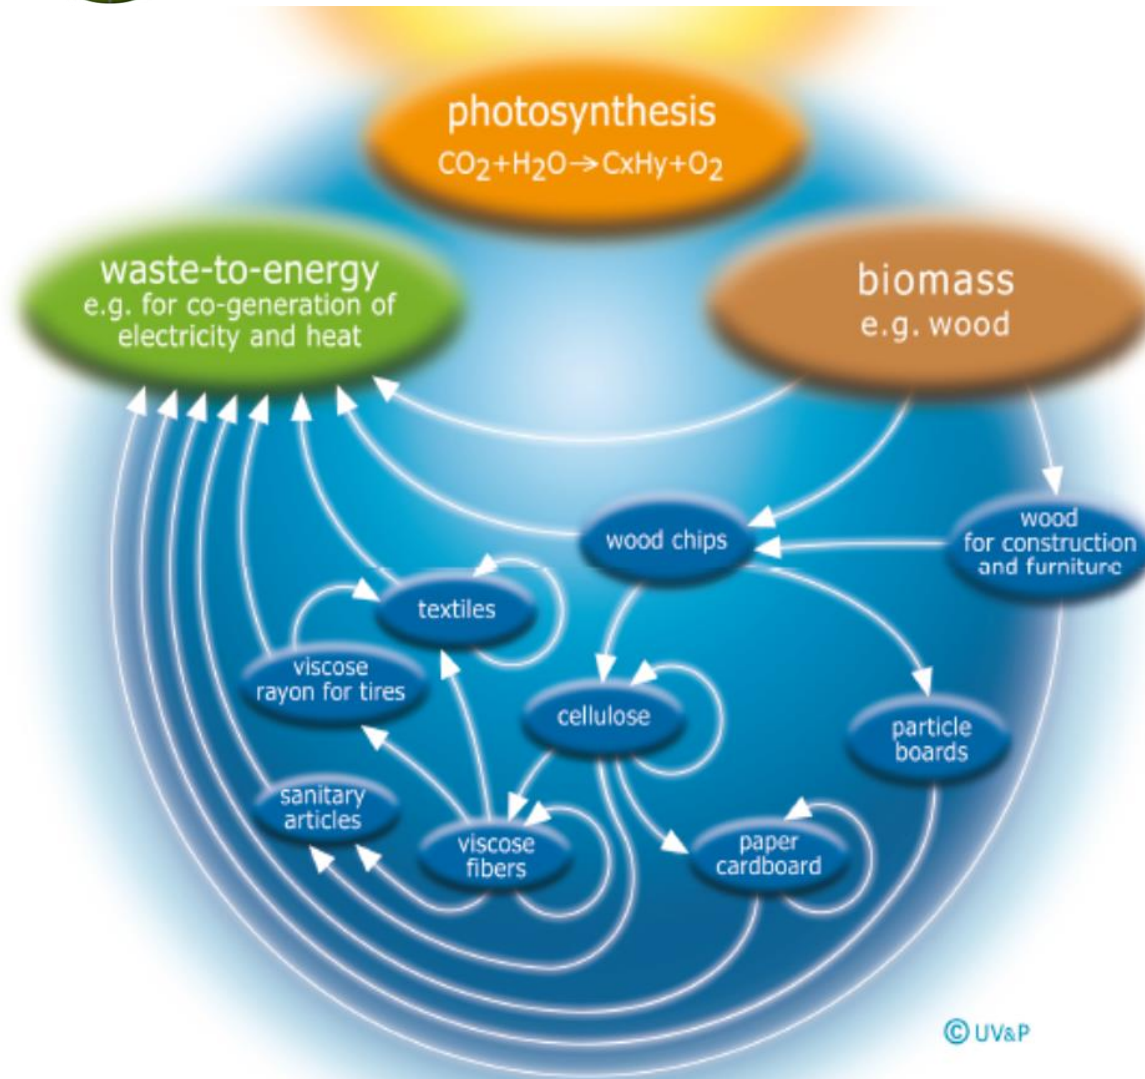 photosynthesis
CO₂+H₂O→CxHy+O₂
waste-to-energy
e.g. for co-generation of
electricity and heat
biomass
e.g. wood
wood chips
wood
for construction
and furniture
textiles
viscose
rayon for tires
cellulose
particle
boards
sanitary
articles
viscose
fibers
paper
cardboard
© UV&P